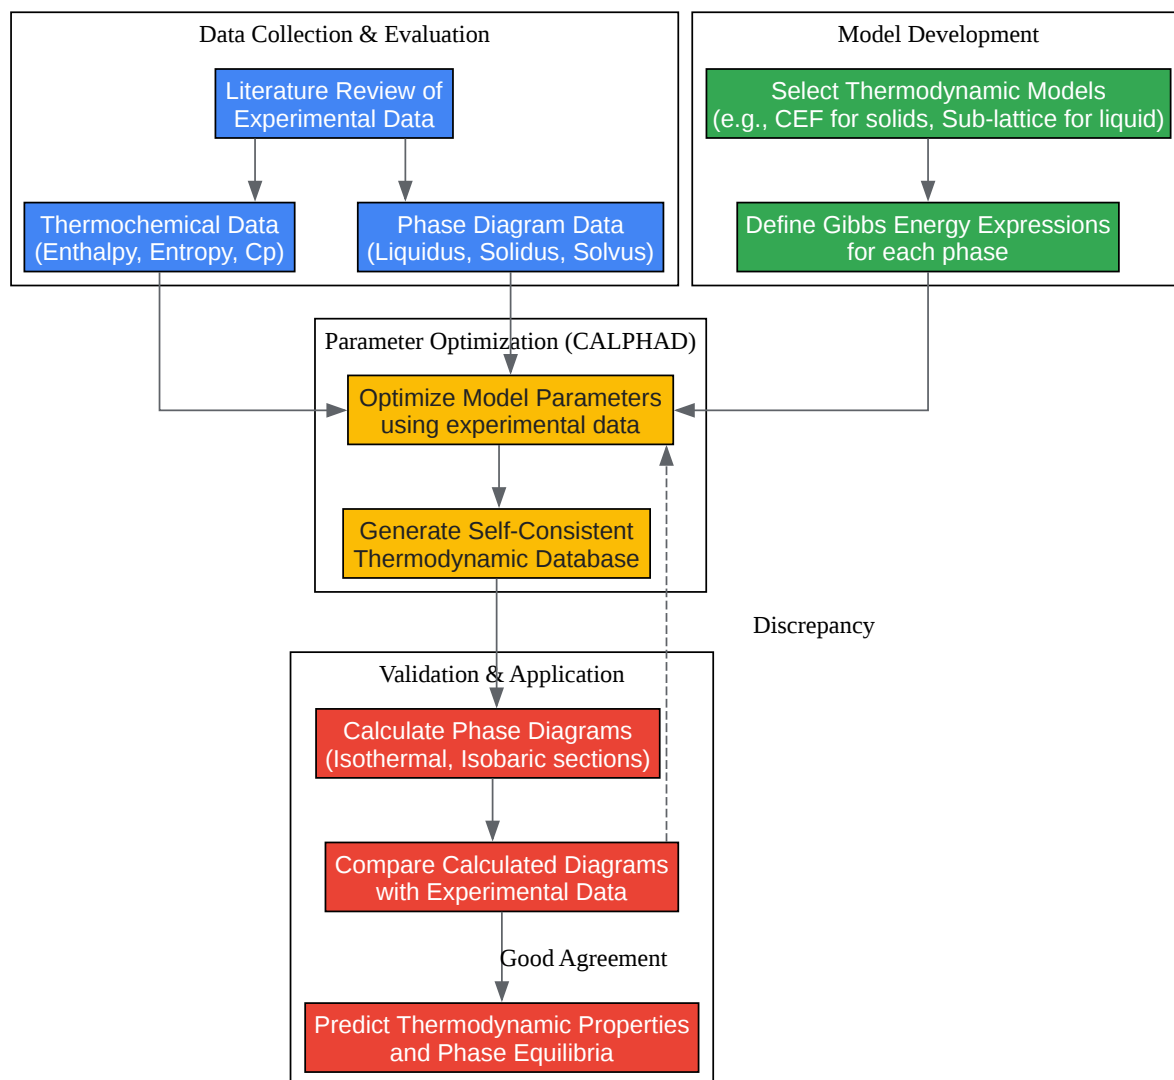 Data Collection & Evaluation
Literature Review of
Experimental Data
Thermochemical Data
(Enthalpy, Entropy, Cp)
Phase Diagram Data
(Liquidus, Solidus, Solvus)
Model Development
Select Thermodynamic Models
(e.g., CEF for solids, Sub-lattice for liquid)
Define Gibbs Energy Expressions
for each phase
Parameter Optimization (CALPHAD)
Optimize Model Parameters
using experimental data
Generate Self-Consistent
Thermodynamic Database
Discrepancy
Validation & Application
Calculate Phase Diagrams
(Isothermal, Isobaric sections)
Compare Calculated Diagrams
with Experimental Data
Good Agreement
Predict Thermodynamic Properties
and Phase Equilibria